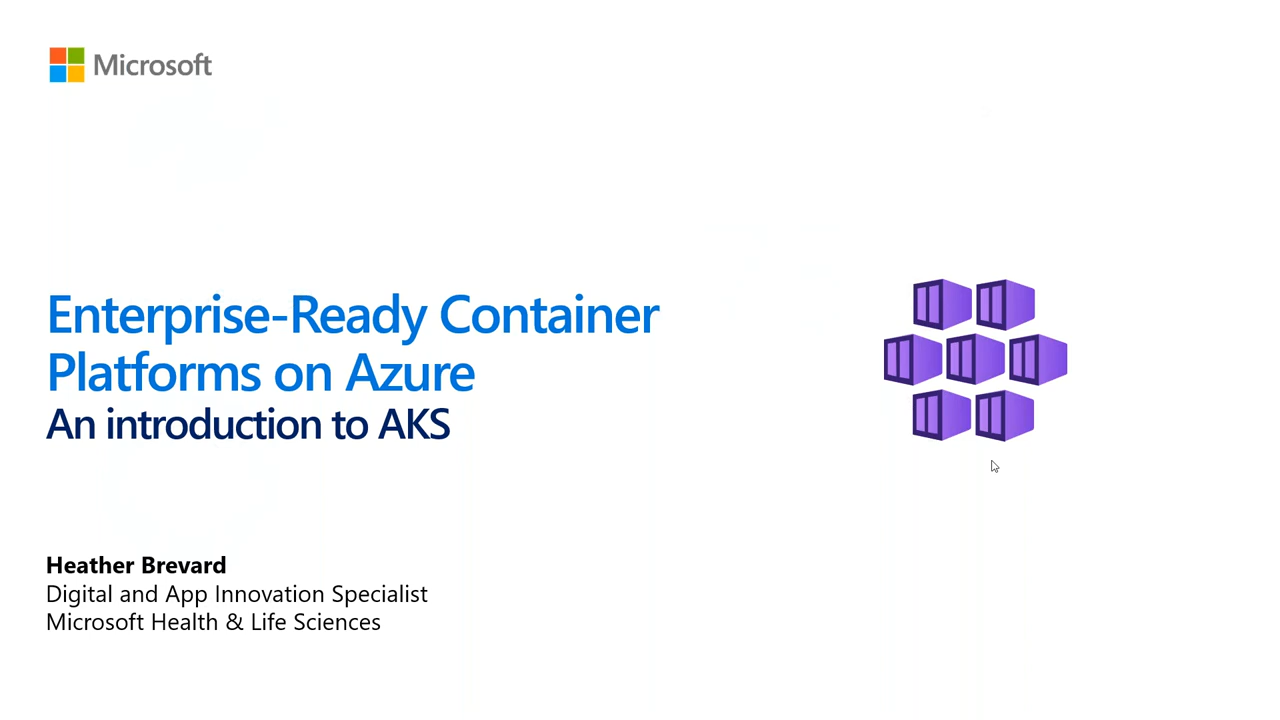 Microsoft
Enterprise-Ready Container
Platforms on Azure
An introduction to AKS
Heather Brevard
Digital and App Innovation Specialist
Microsoft Health & Life Sciences